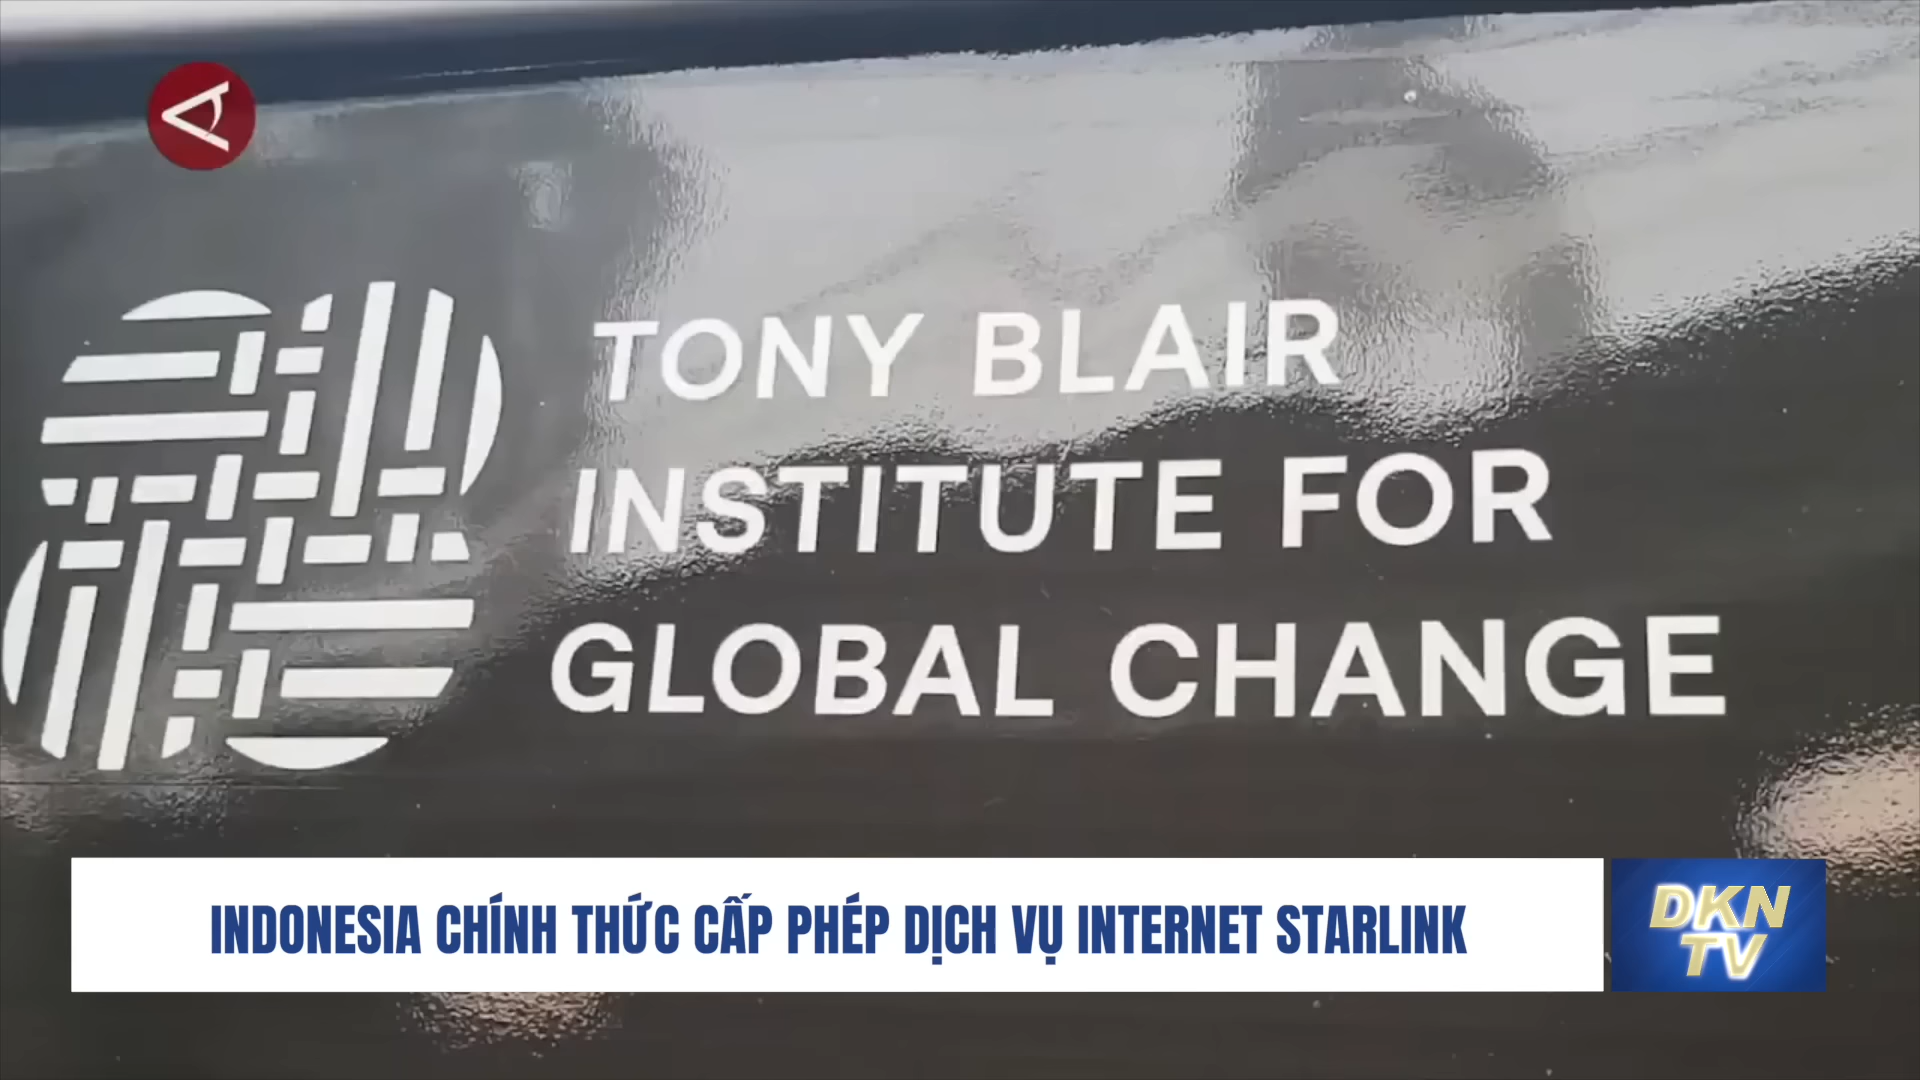 TONY BLAIR
INSTITUTE FOR
GLOBAL CHANGE
INDONESIA CHÍNH THỨC CẤP PHÉP DỊCH VỤ INTERNET STARLINK
DKN
TV